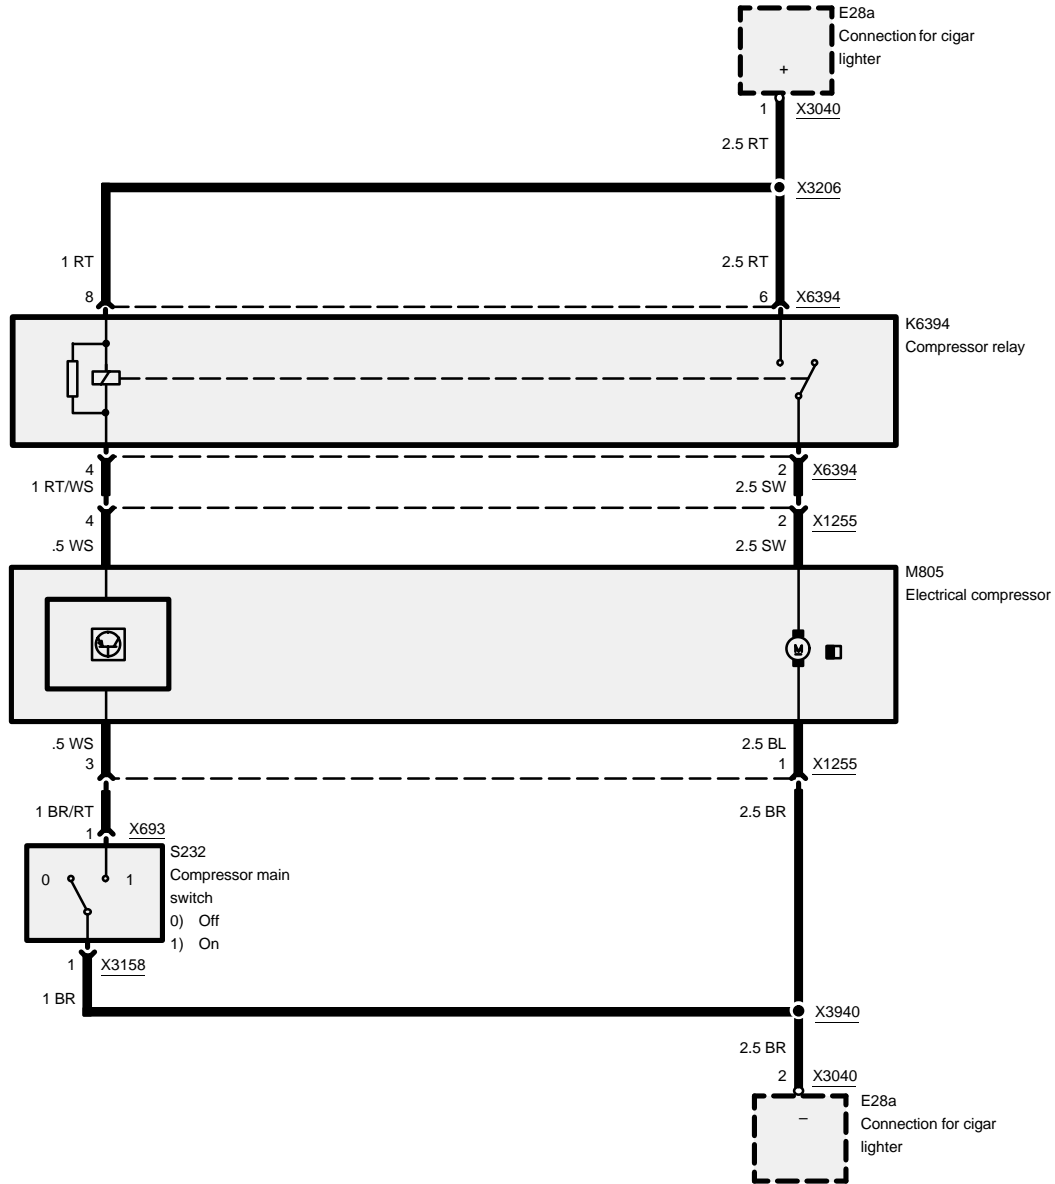 E28a
Connection for cigar
lighter
+
1 X3040
2.5 RT
X3206
1 RT
2.5 RT
8
6 X6394
K6394
Compressor relay
4
2 X6394
1 RT/WS
2.5 SW
4
2 X1255
.5 WS
2.5 SW
M805
Electrical compressor
M
.5 WS
2.5 BL
3
1 X1255
1 BR/RT
2.5 BR
1 X693
S232
Compressor main
switch
0) Off
1) On
0
1
1 X3158
1 BR
X3940
2.5 BR
2 X3040
E28a
Connection for cigar
lighter
–